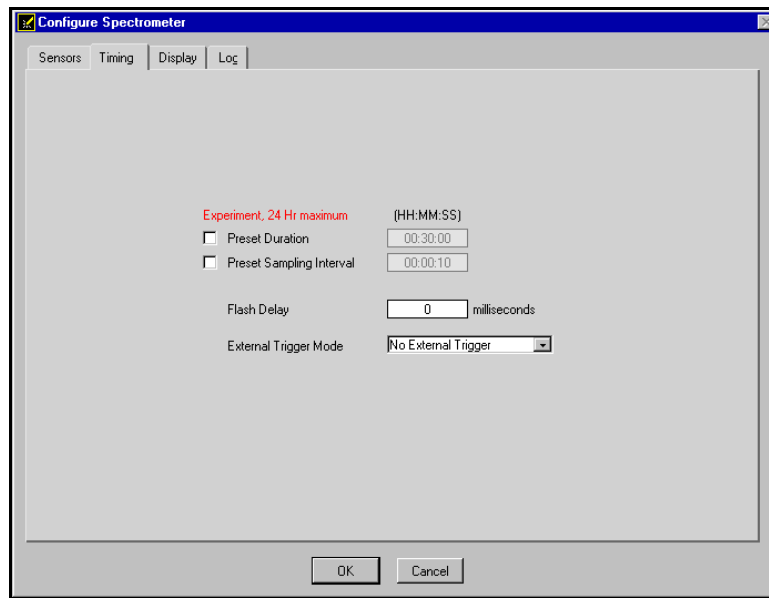 Configure Spectrometer
Sensors Timing Display Log
Experiment, 24 Hr maximum (HH:MM:SS)
Preset Duration 00:30:00
Preset Sampling Interval 00:00:10
Flash Delay 0 milliseconds
External Trigger Mode No External Trigger
OK Cancel